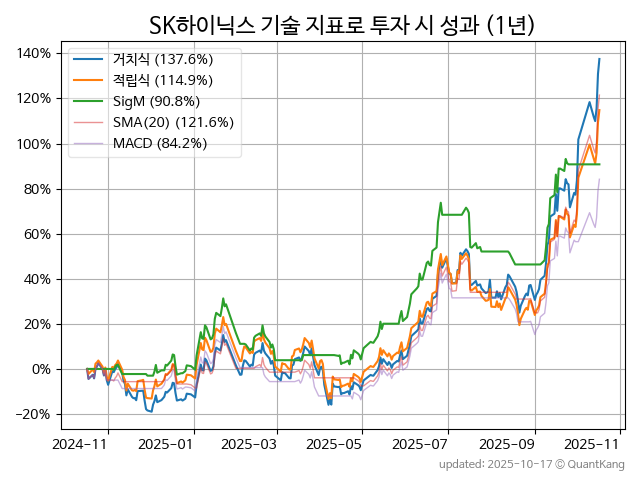 SK하이닉스 기술 지표로 투자 시 성과 (1년)
140%
120%
100%
80%
60%
40%
20%
0%
−20%
거치식 (137.6%)
적립식 (114.9%)
SigM (90.8%)
SMA(20) (121.6%)
MACD (84.2%)
2024-11
2025-01
2025-03
2025-05
2025-07
2025-09
2025-11
updated: 2025-10-17 © QuantKang